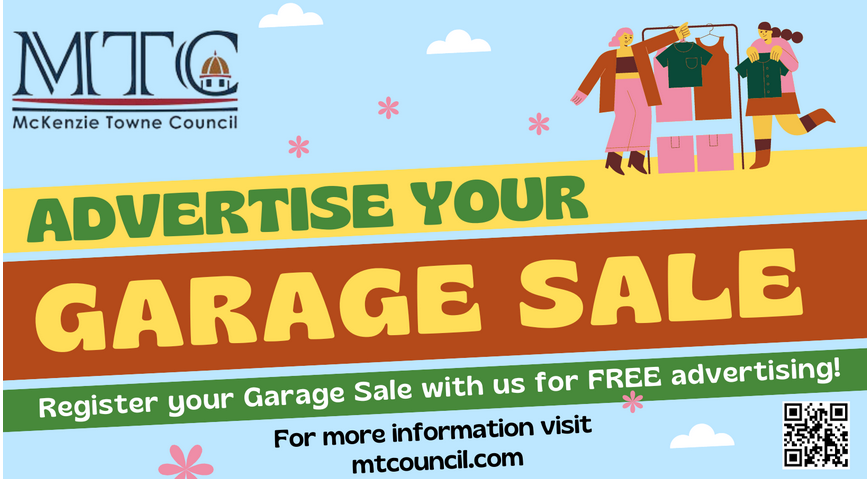 MTC
McKenzie Towne Council
ADVERTISE YOUR
GARAGE SALE
Register your Garage Sale with us for FREE advertising!
For more information visit
mtcouncil.com